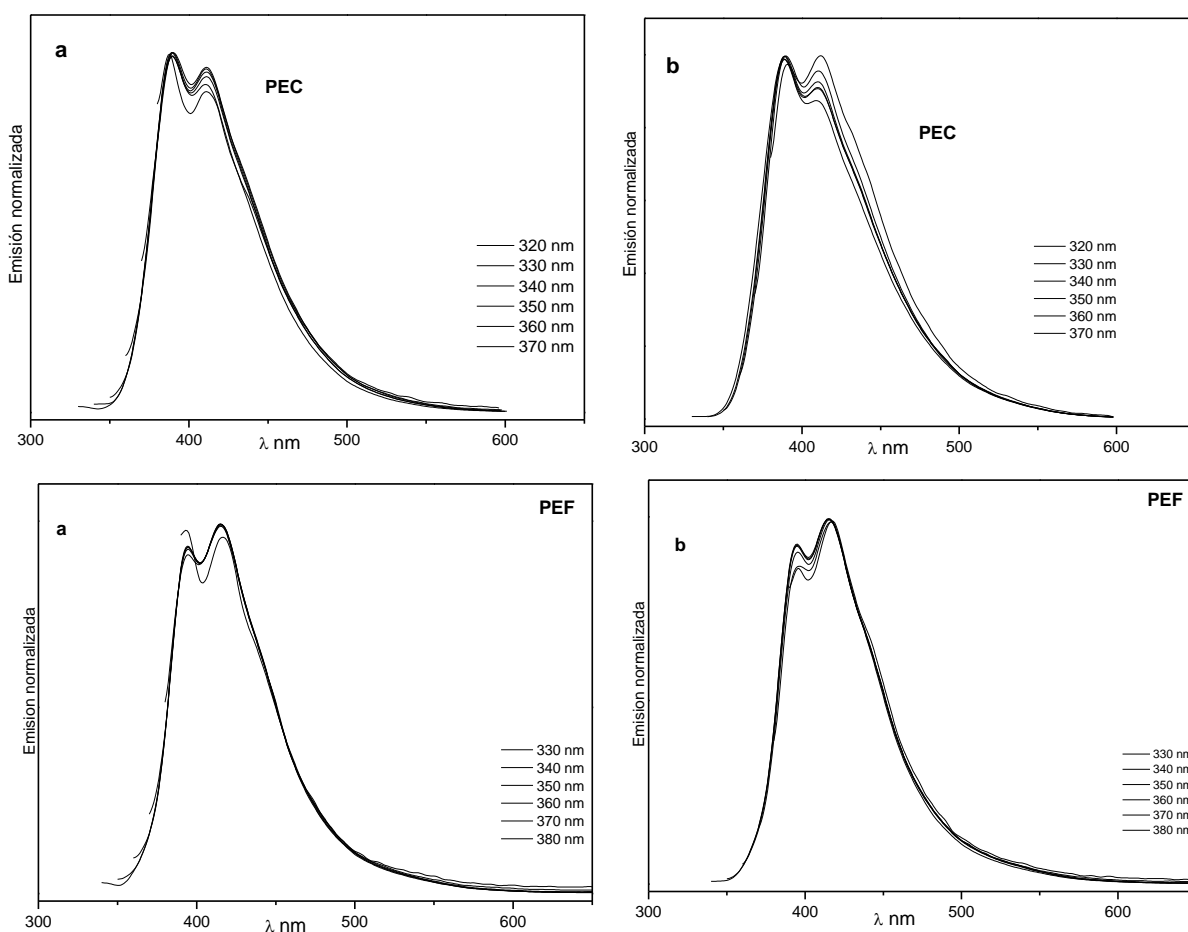 a
PEC
Emisión normalizada
320 nm
330 nm
340 nm
350 nm
360 nm
370 nm
300
400
500
600
λ nm
b
PEC
Emisión normalizada
320 nm
330 nm
340 nm
350 nm
360 nm
370 nm
300
400
500
600
λ nm
a
PEF
Emision normalizada
330 nm
340 nm
350 nm
360 nm
370 nm
380 nm
300
400
500
600
λ nm
b
PEF
Emision normalizada
330 nm
340 nm
350 nm
360 nm
370 nm
380 nm
300
400
500
600
λ nm